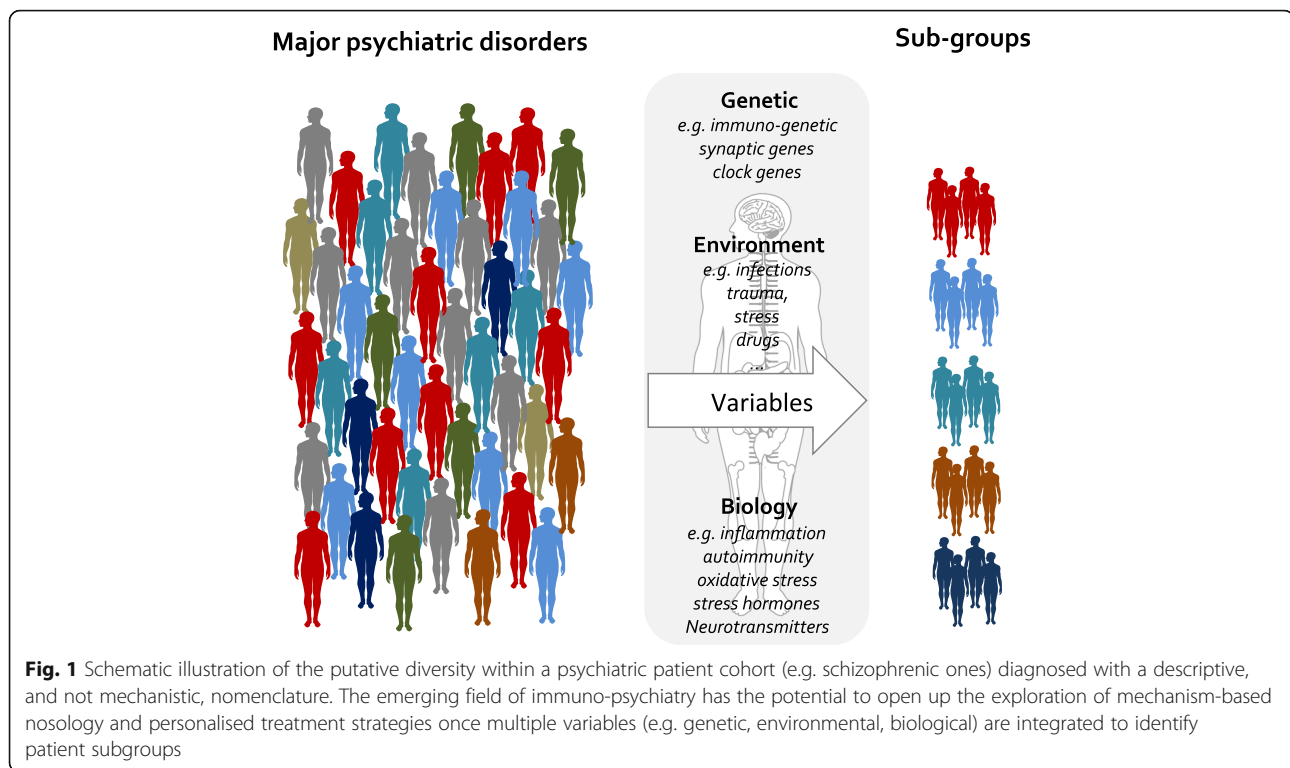 Major psychiatric disorders
Sub-groups
Genetic
e.g. immuno-genetic
synaptic genes
clock genes
Environment
e.g. infections
trauma,
stress
drugs
...
Variables
Biology
e.g. inflammation
autoimmunity
oxidative stress
stress hormones
Neurotransmitters
Fig. 1 Schematic illustration of the putative diversity within a psychiatric patient cohort (e.g. schizophrenic ones) diagnosed with a descriptive,
and not mechanistic, nomenclature. The emerging field of immuno-psychiatry has the potential to open up the exploration of mechanism-based
nosology and personalised treatment strategies once multiple variables (e.g. genetic, environmental, biological) are integrated to identify
patient subgroups